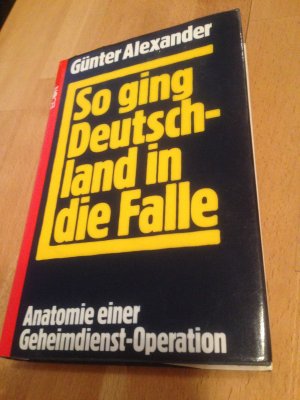 Günter Alexander
So ging
Deutsch-
land in
die Falle
Anatomie einer
Geheimdienst-Operation